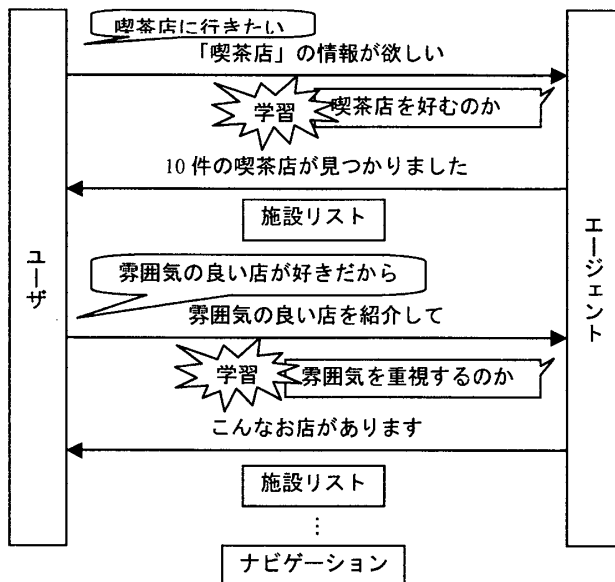 喫茶店に行きたい
「喫茶店」の情報が欲しい
学習
喫茶店を好むのか
10 件の喫茶店が見つかりました
施設リスト
ユーザ
エージェント
雰囲気の良い店が好きだから
雰囲気の良い店を紹介して
学習
雰囲気を重視するのか
こんなお店があります
施設リスト
⋮
ナビゲーション